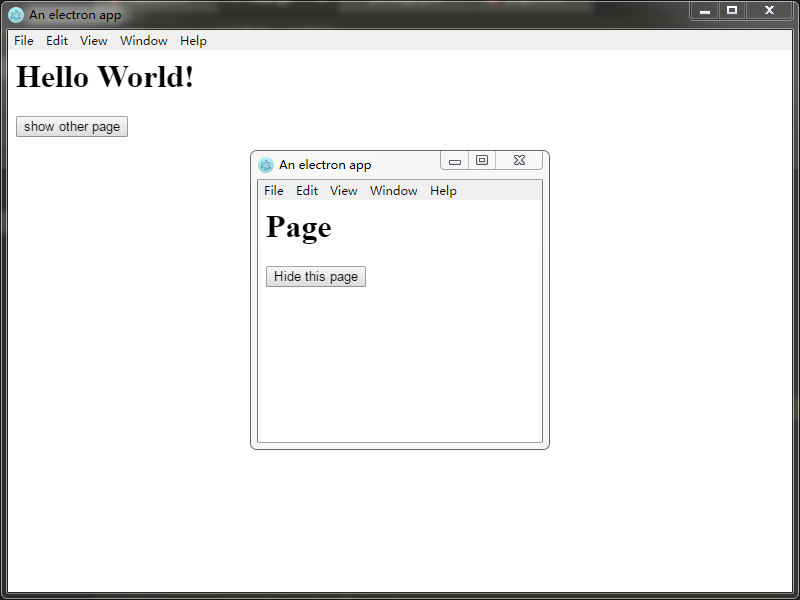 An electron app
File Edit View Window Help
Hello World!
show other page
An electron app
File Edit View Window Help
Page
Hide this page